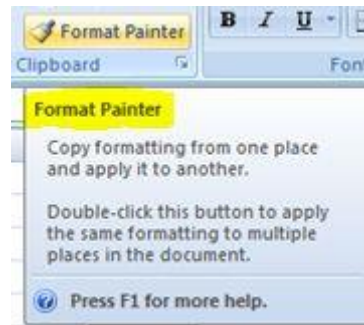 Format Painter
B I U
Clipboard
Fon
Format Painter
Copy formatting from one place
and apply it to another.
Double-click this button to apply
the same formatting to multiple
places in the document.
Press F1 for more help.